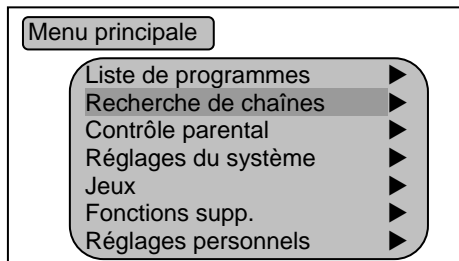 Menu principale
Liste de programmes
Recherche de chaînes
Contrôle parental
Réglages du système
Jeux
Fonctions supp.
Réglages personnels